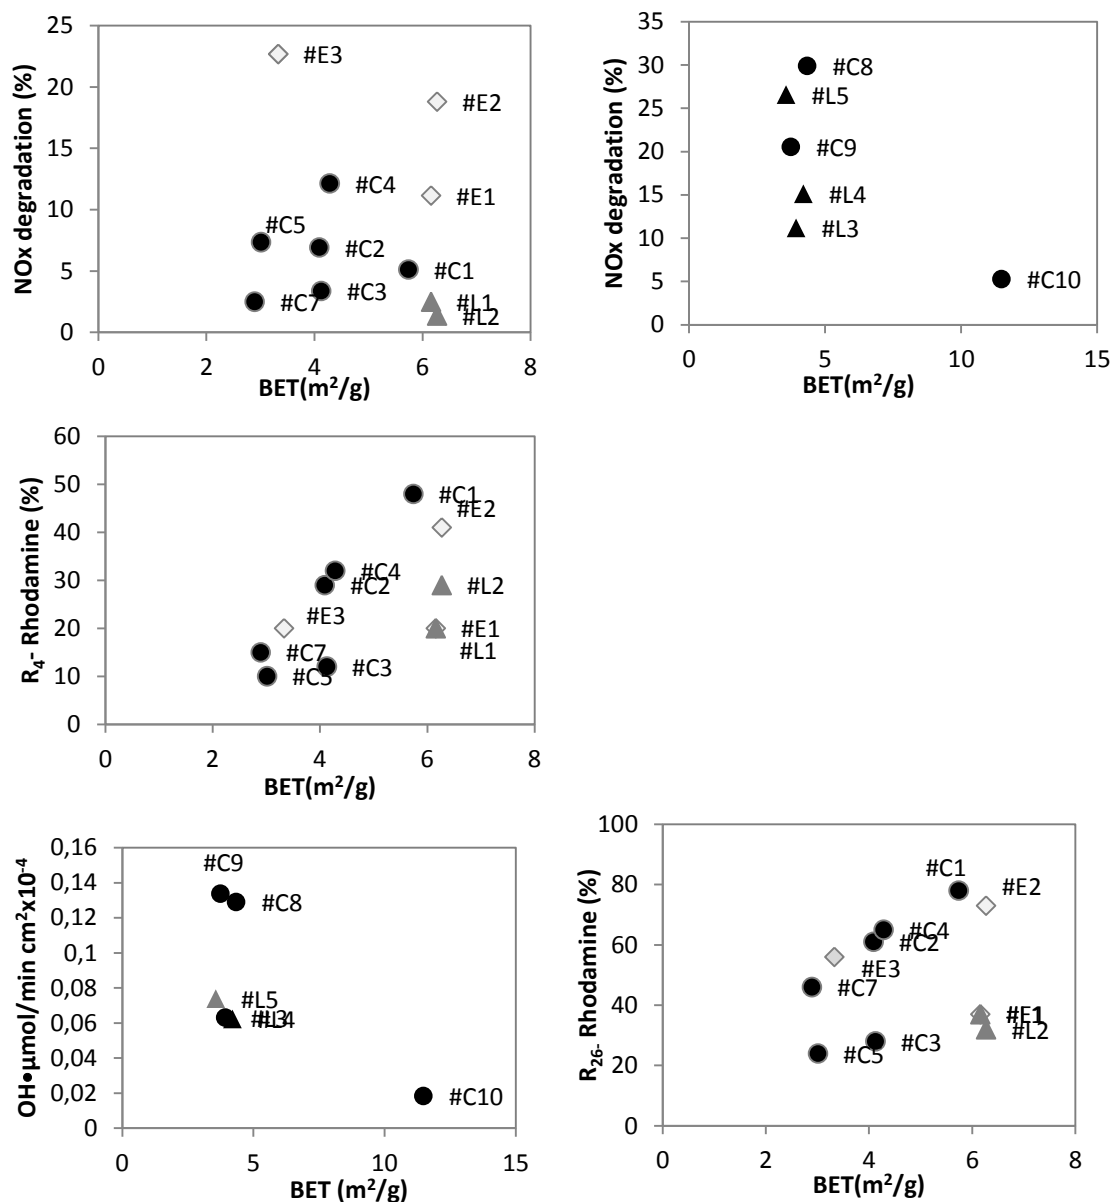 NOx degradation (%)
25
20
15
10
5
0
#E3
#E2
#C4
#E1
#C5
#C2
#C1
#C3
#C7
#L1
#L2
0 2 4 6 8
BET(m²/g)
NOx degradation (%)
35
30
25
20
15
10
5
0
#C8
#L5
#C9
#L4
#L3
#C10
0 5 10 15
BET(m²/g)
R₄- Rhodamine (%)
60
50
40
30
20
10
0
#C1
#E2
#C4
#C2
#L2
#E3
#E1
#L1
#C7
#C3
#C5
0 2 4 6 8
BET(m²/g)
OH•µmol/min cm²x10⁻⁴
0,16
0,14
0,12
0,1
0,08
0,06
0,04
0,02
0
#C9
#C8
#L5
#L3
#L4
#C10
0 5 10 15
BET (m²/g)
R₂₆- Rhodamine (%)
100
80
60
40
20
0
#C1
#E2
#C4
#C2
#E3
#C7
#E1
#L2
#C3
#C5
0 2 4 6 8
BET(m²/g)